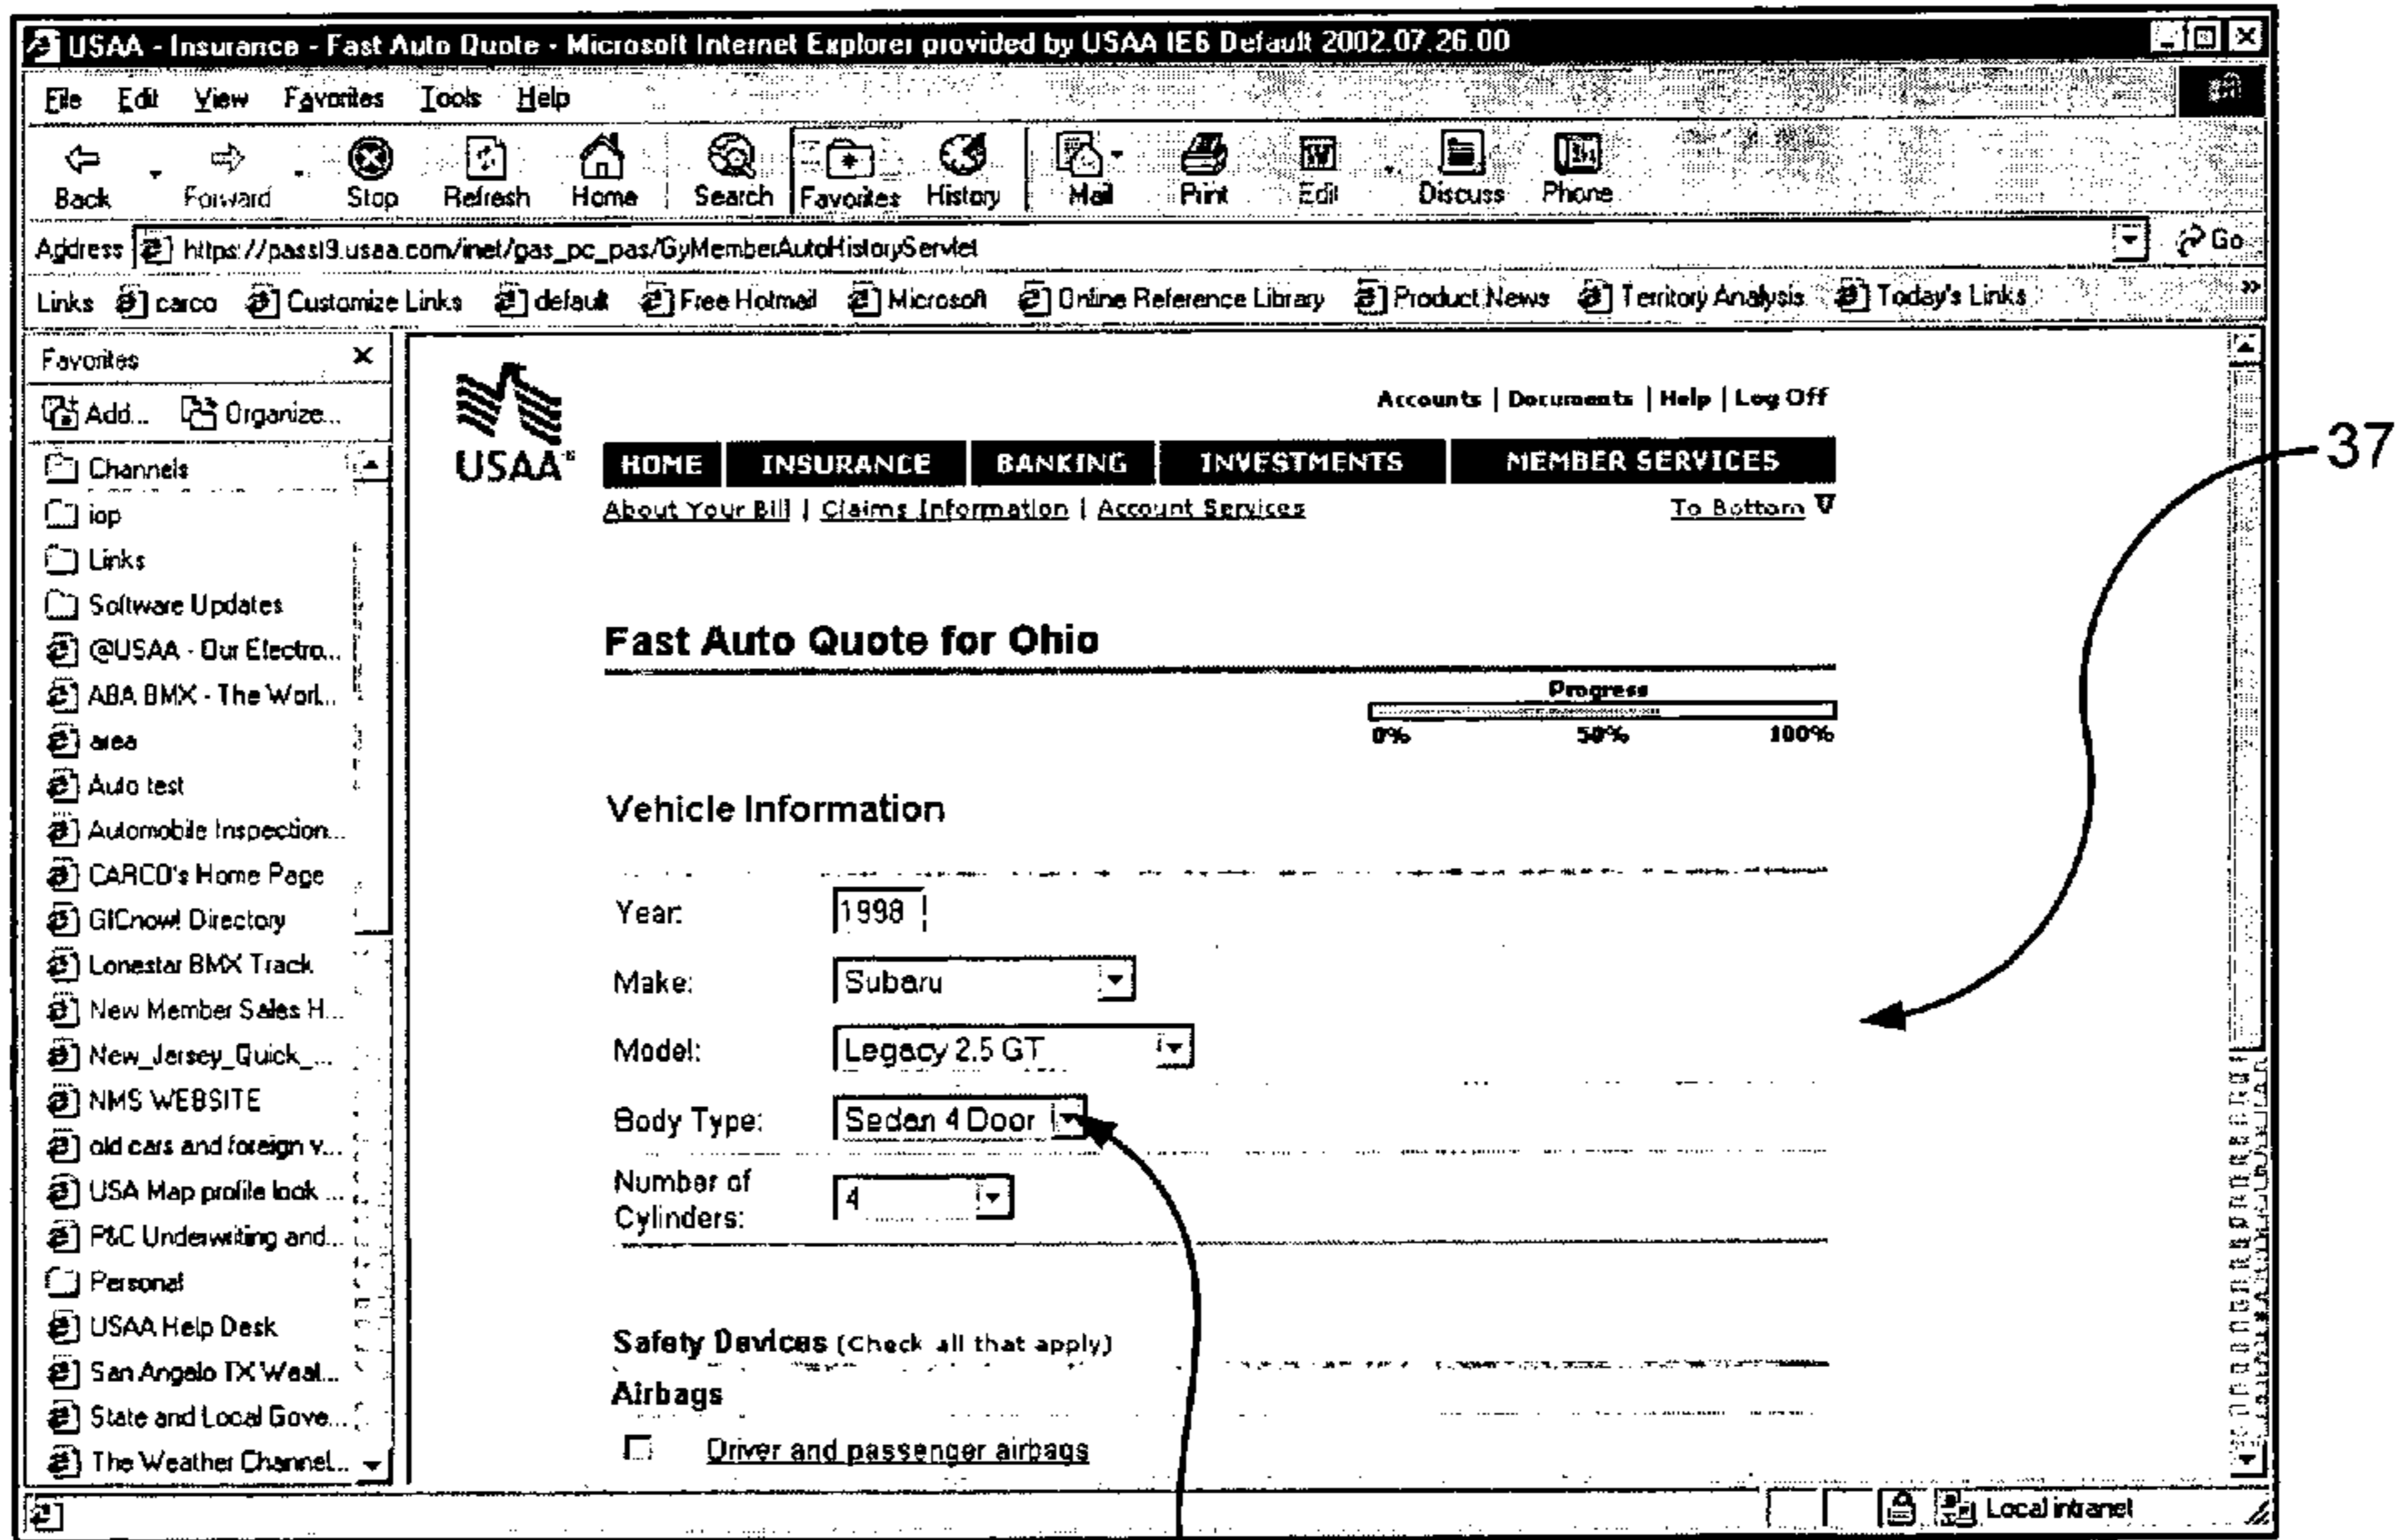 USAA - Insurance - Fast Auto Quote - Microsoft Internet Explorer provided by USAA IE6 Default 2002.07.26.00
File Edit View Favorites Tools Help
Back Forward Stop Refresh Home Search Favorites History Mail Print Edit Discuss Phone
Address https://passl9.usaa.com/inet/gas_pc_pas/GyMemberAutoHistoryServlet Go
Links carco Customize Links default Free Hotmail Microsoft Online Reference Library Product News Territory Analysis Today's Links »
Favorites
Add... Organize...
Channels
iop
Links
Software Updates
@USAA - Our Electro...
ABA BMX - The Worl...
area
Auto test
Automobile Inspection...
CARCO's Home Page
GICnow! Directory
Lonestar BMX Track
New Member Sales H...
New_Jersey_Quick_...
NMS WEBSITE
old cars and foreign v...
USA Map profile look ...
P&C Underwriting and...
Personal
USAA Help Desk
San Angelo TX Weat...
State and Local Gove...
The Weather Channel...
USAA®
Accounts | Documents | Help | Log Off
HOME INSURANCE BANKING INVESTMENTS MEMBER SERVICES
About Your Bill | Claims Information | Account Services To Bottom
37
Fast Auto Quote for Ohio
Progress
0% 50% 100%
Vehicle Information
Year: 1998
Make: Subaru
Model: Legacy 2.5 GT
Body Type: Sedan 4 Door
Number of
Cylinders: 4
Safety Devices (Check all that apply)
Airbags
Driver and passenger airbags
Local intranet